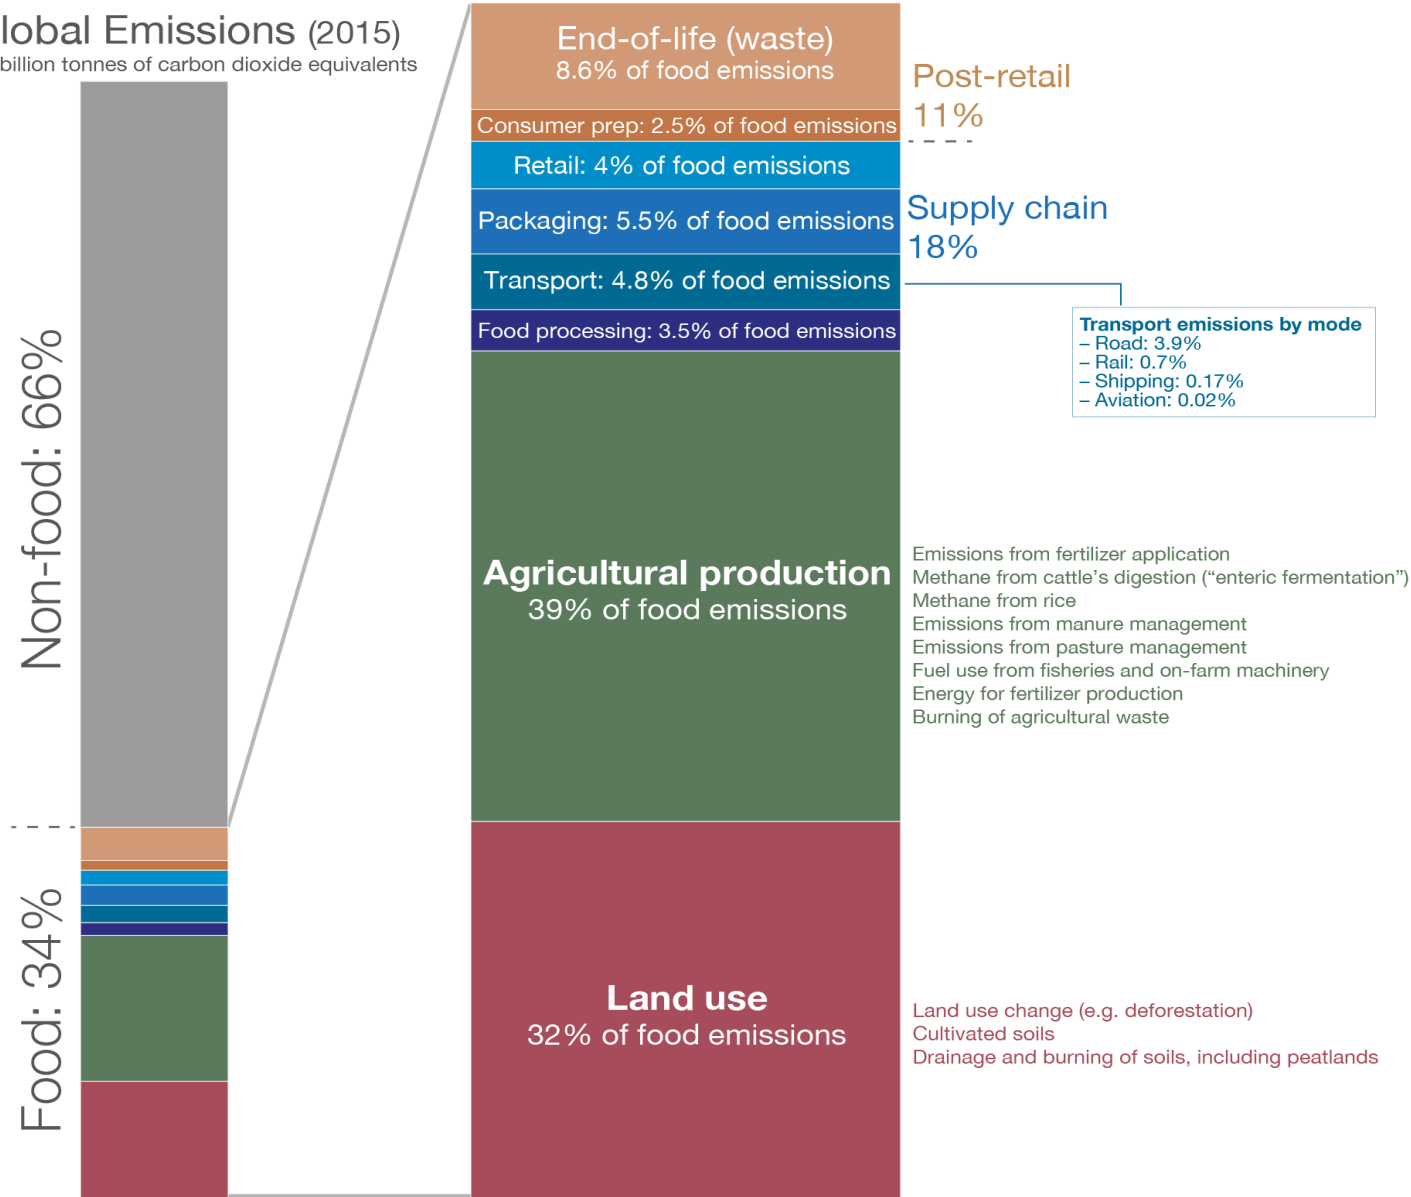 lobal Emissions (2015)
billion tonnes of carbon dioxide equivalents
Non-food: 66%
Food: 34%
End-of-life (waste)
8.6% of food emissions
Consumer prep: 2.5% of food emissions
Retail: 4% of food emissions
Packaging: 5.5% of food emissions
Transport: 4.8% of food emissions
Food processing: 3.5% of food emissions
Agricultural production
39% of food emissions
Land use
32% of food emissions
Post-retail
11%
Supply chain
18%
Transport emissions by mode
– Road: 3.9%
– Rail: 0.7%
– Shipping: 0.17%
– Aviation: 0.02%
Emissions from fertilizer application
Methane from cattle’s digestion (“enteric fermentation”)
Methane from rice
Emissions from manure management
Emissions from pasture management
Fuel use from fisheries and on-farm machinery
Energy for fertilizer production
Burning of agricultural waste
Land use change (e.g. deforestation)
Cultivated soils
Drainage and burning of soils, including peatlands